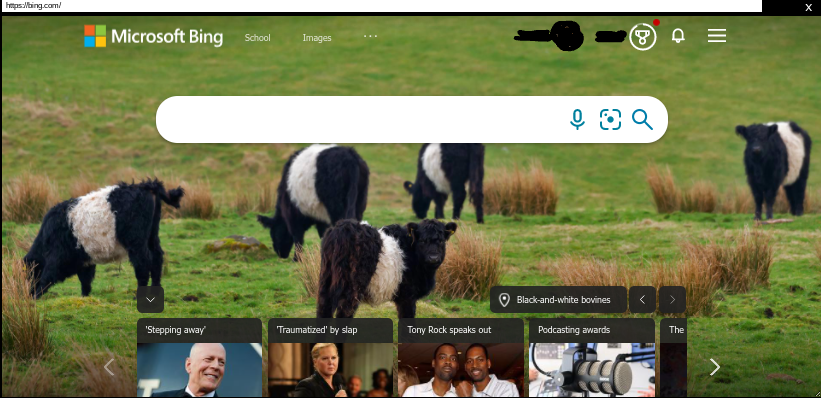 https://bing.com/
X
Microsoft Bing
School
Images
...
Black-and-white bovines
'Stepping away'
'Traumatized' by slap
Tony Rock speaks out
Podcasting awards
The